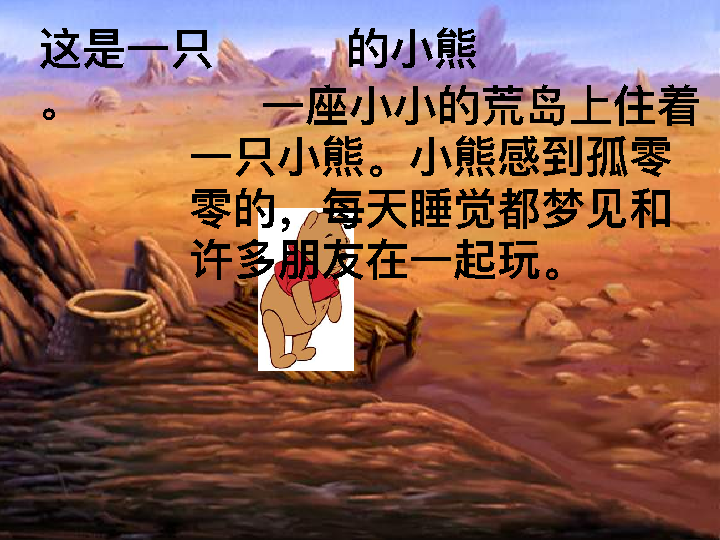 这是一只　　　的小熊
。
一座小小的荒岛上住着
一只小熊。小熊感到孤零
零的，每天睡觉都梦见和
许多朋友在一起玩。